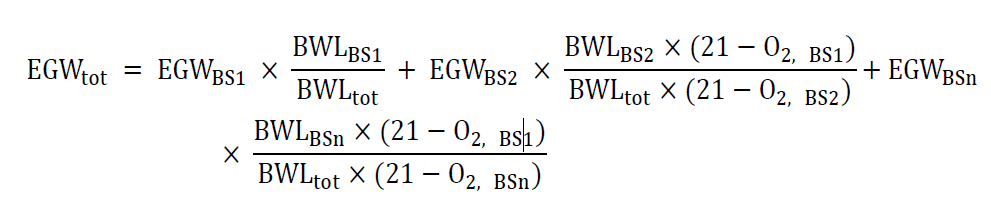 EGW_tot = EGW_BS1 × BWL_BS1 / BWL_tot + EGW_BS2 × BWL_BS2 × (21 − O_2, BS1) / BWL_tot × (21 − O_2, BS2) + EGW_BSn
× BWL_BSn × (21 − O_2, BS1) / BWL_tot × (21 − O_2, BSn)